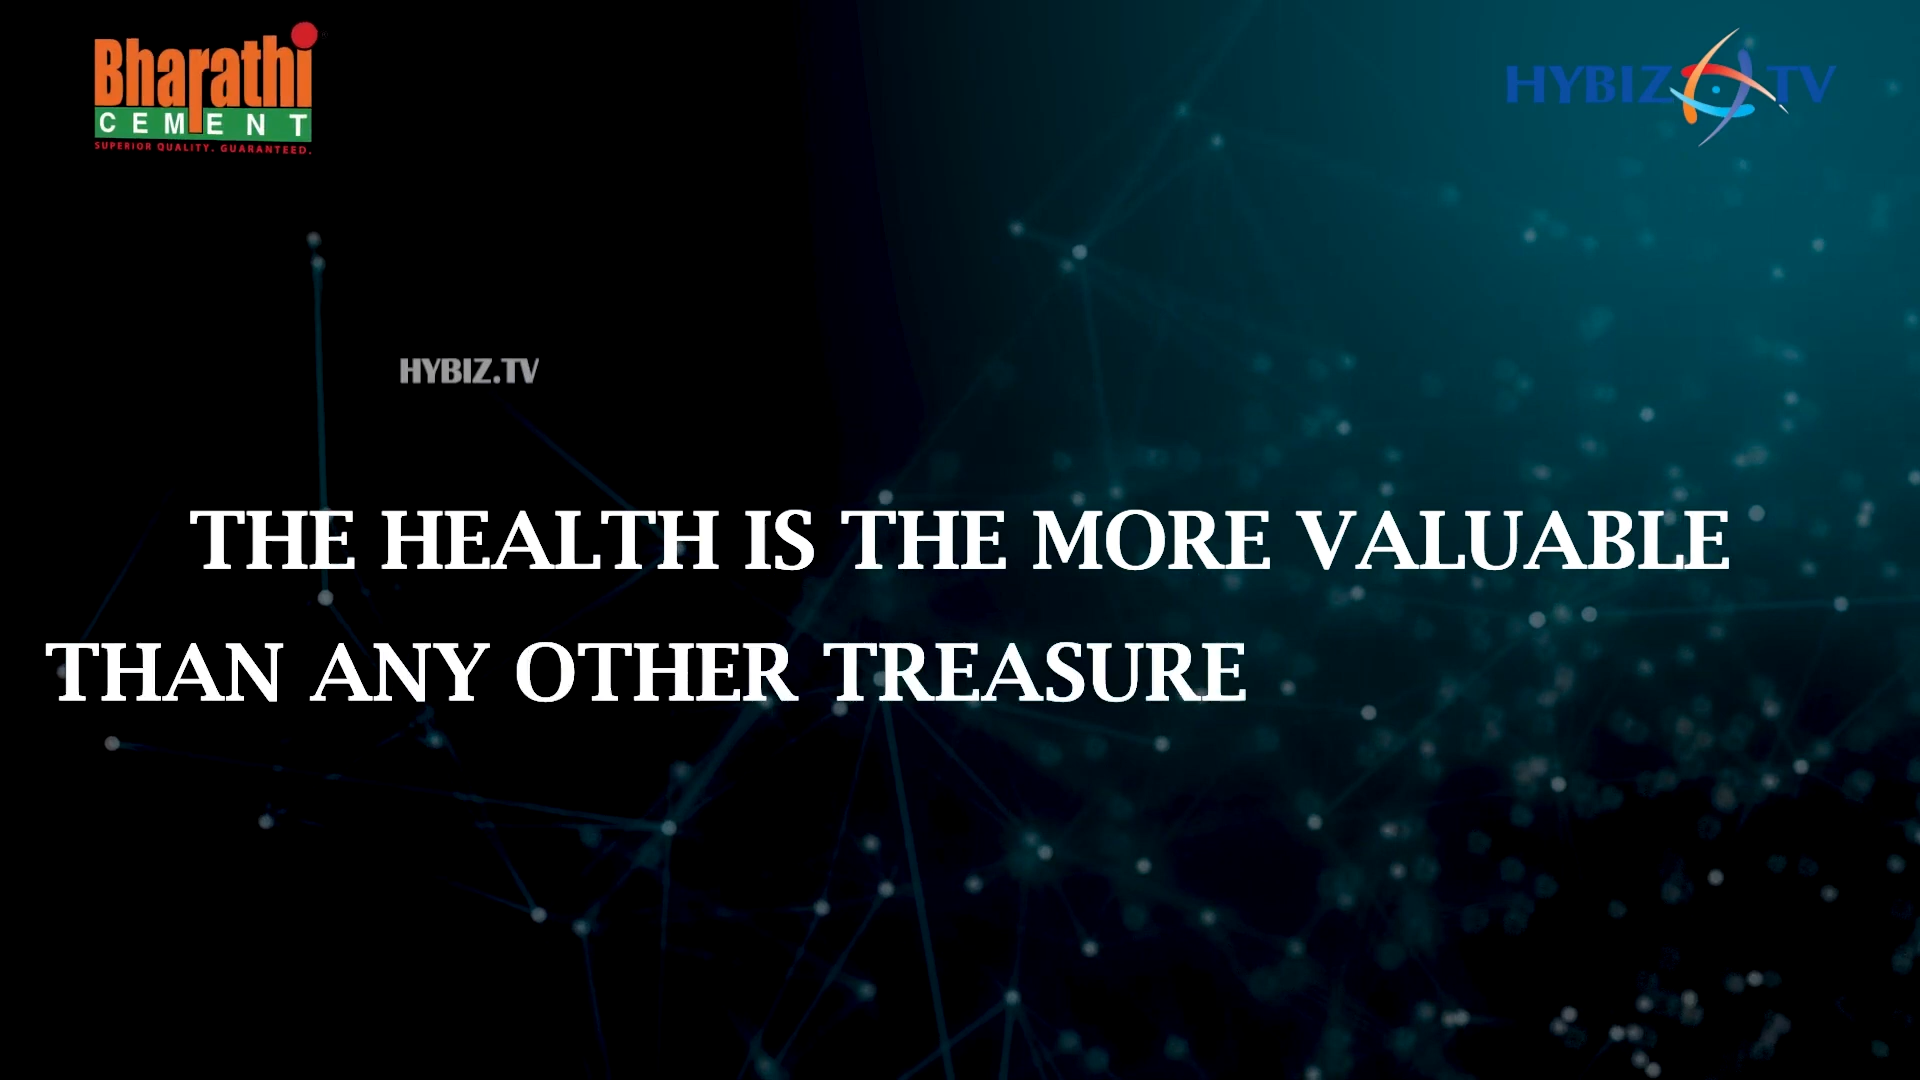 Bharathi
CEMENT
SUPERIOR QUALITY. GUARANTEED.
HYBIZ TV
HYBIZ.TV
THE HEALTH IS THE MORE VALUABLE
THAN ANY OTHER TREASURE